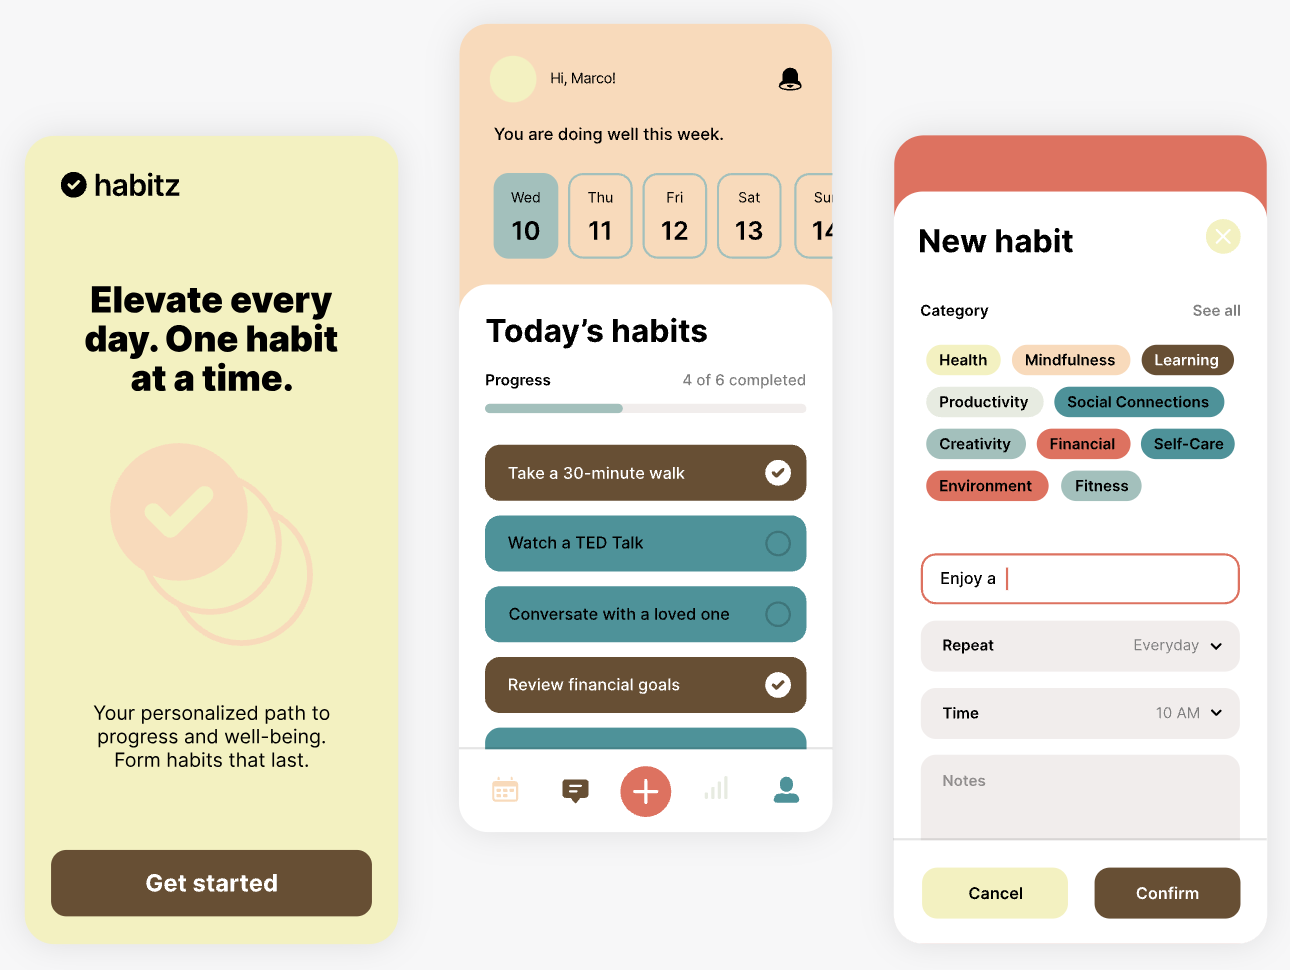 habitz
Elevate every
day. One habit
at a time.
Your personalized path to
progress and well-being.
Form habits that last.
Get started
Hi, Marco!
You are doing well this week.
Wed Thu Fri Sat Sun
10 11 12 13 14
Today’s habits
Progress 4 of 6 completed
Take a 30-minute walk
Watch a TED Talk
Conversate with a loved one
Review financial goals
New habit
Category See all
Health Mindfulness Learning
Productivity Social Connections
Creativity Financial Self-Care
Environment Fitness
Enjoy a
Repeat Everyday
Time 10 AM
Notes
Cancel Confirm